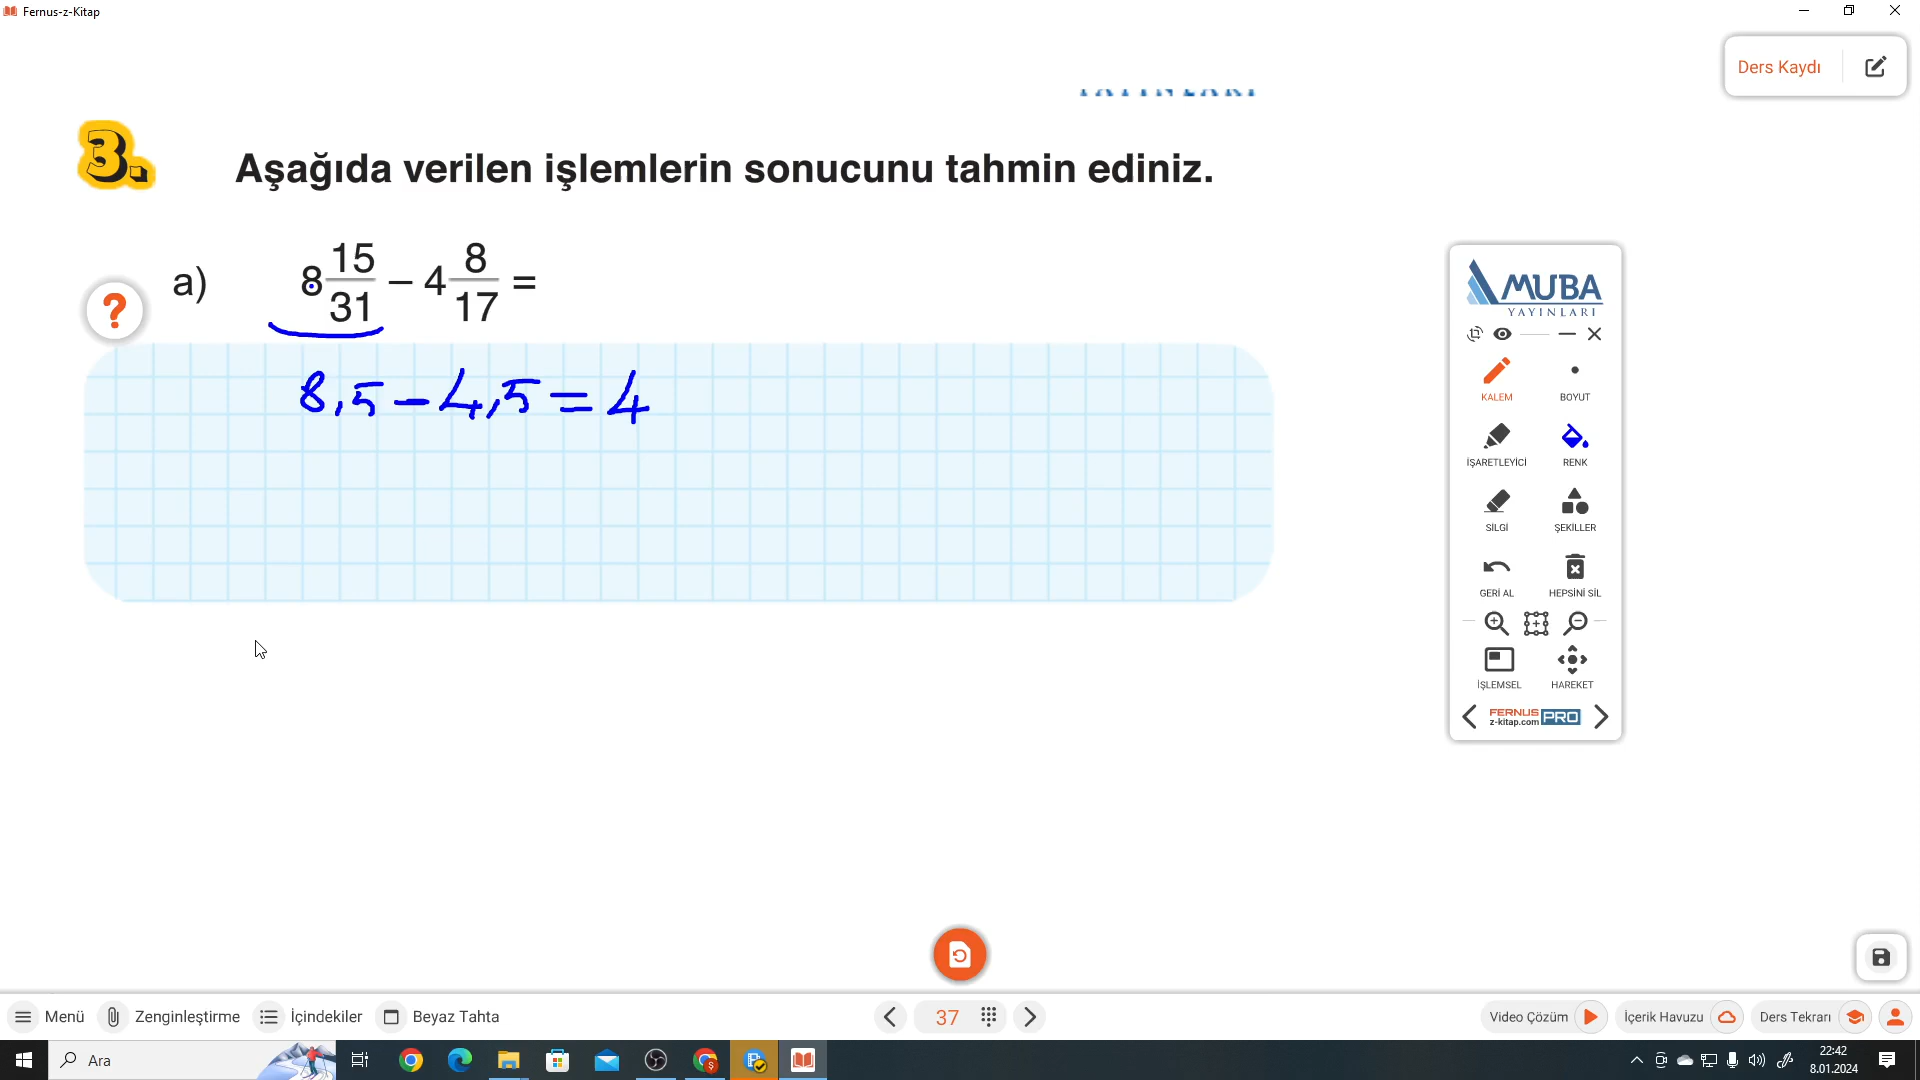 Fernus-z-Kitap
Ders Kaydı
YAYINLARI
3. Aşağıda verilen işlemlerin sonucunu tahmin ediniz.
? a) 8 15/31 – 4 8/17 =
8,5 – 4,5 = 4
MUBA
YAYINLARI
KALEM BOYUT
İŞARETLEYİCİ RENK
SİLGİ ŞEKİLLER
GERİ AL HEPSİNİ SİL
İŞLEMSEL HAREKET
FERNUS
z-kitap.com PRO
Menü Zenginleştirme İçindekiler Beyaz Tahta 37 Video Çözüm İçerik Havuzu Ders Tekrarı
Ara
22:42
8.01.2024